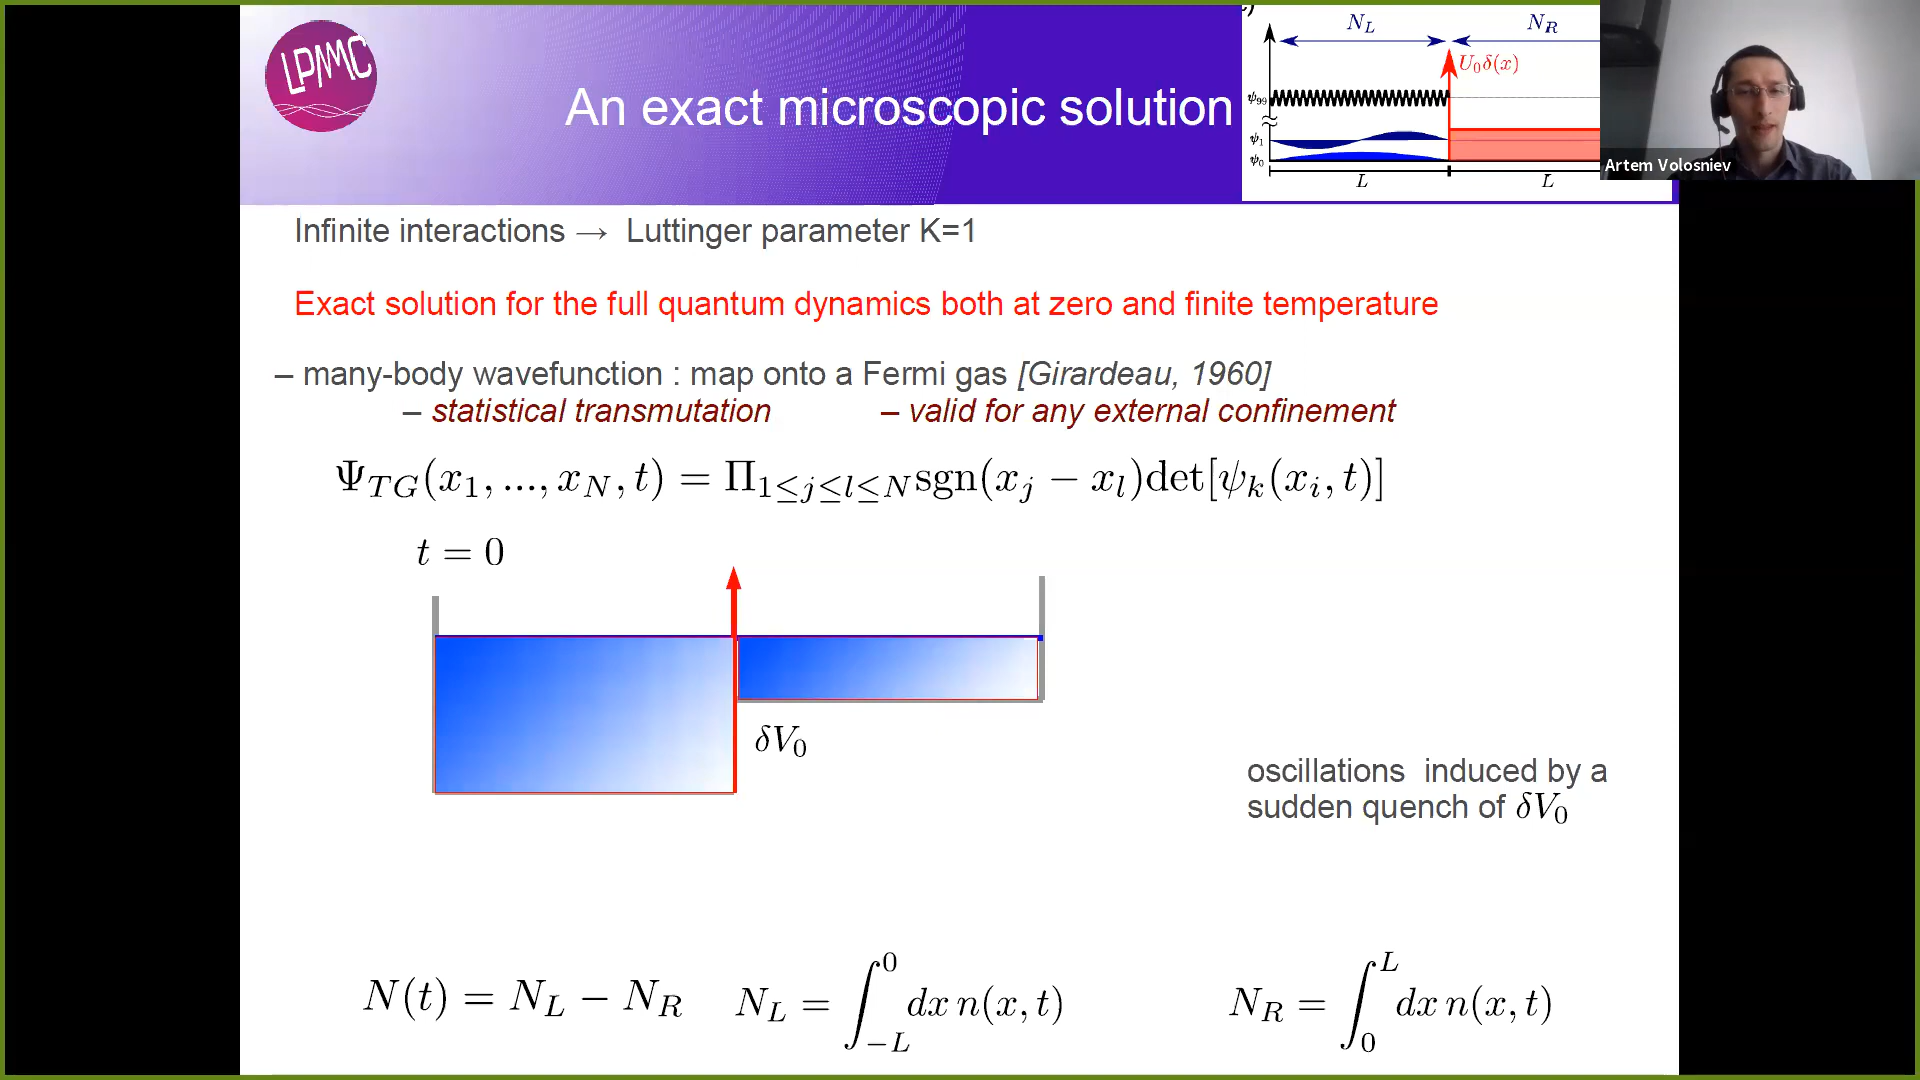 LPMMC
An exact microscopic solution
N_L
N_R
U_0δ(x)
ψ_99
ψ_1
ψ_0
L
L
Artem Volosniev
Infinite interactions → Luttinger parameter K=1
Exact solution for the full quantum dynamics both at zero and finite temperature
– many-body wavefunction : map onto a Fermi gas [Girardeau, 1960]
– statistical transmutation – valid for any external confinement
Ψ_{TG}(x_1, ..., x_N, t) = Π_{1≤j≤l≤N}sgn(x_j − x_l)det[ψ_k(x_i, t)]
t = 0
δV_0
oscillations induced by a
sudden quench of δV_0
N(t) = N_L − N_R N_L = ∫_{−L}^{0} dx n(x, t) N_R = ∫_{0}^{L} dx n(x, t)